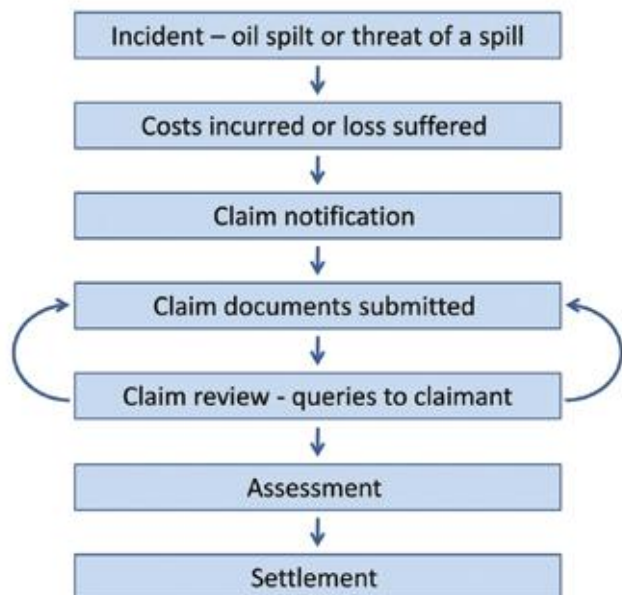 Incident – oil spilt or threat of a spill
Costs incurred or loss suffered
Claim notification
Claim documents submitted
Claim review - queries to claimant
Assessment
Settlement